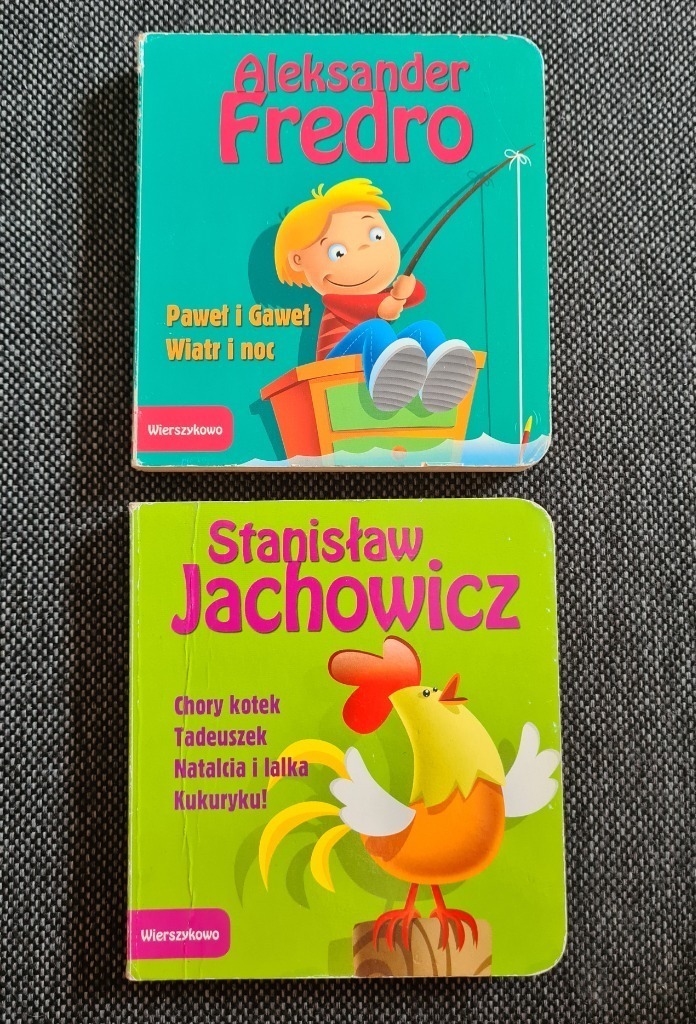 Aleksander
Fredro
Paweł i Gaweł
Wiatr i noc
Wierszykowo
Stanisław
Jachowicz
Chory kotek
Tadeuszek
Natalcia i lalka
Kukuryku!
Wierszykowo